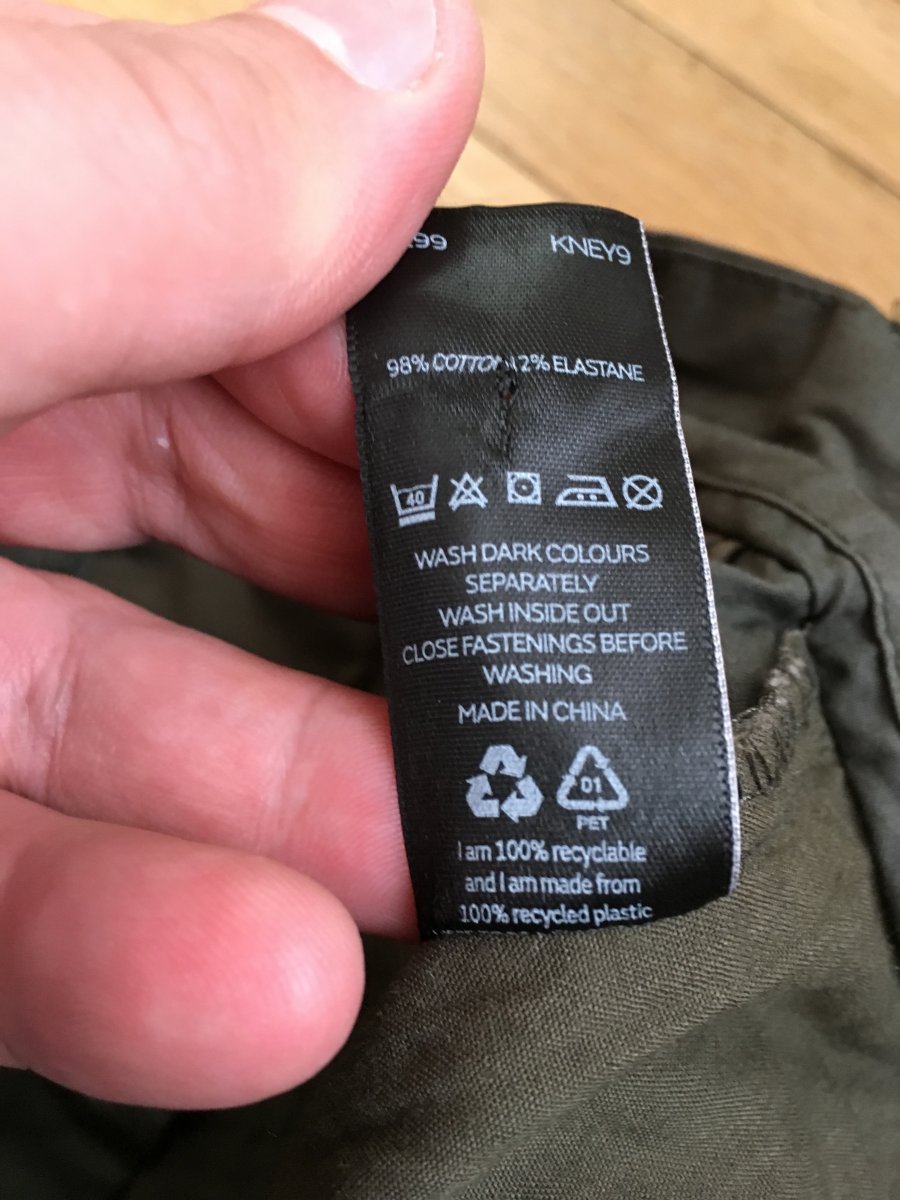 99 KNEY9
98% COTTON 2% ELASTANE
40
WASH DARK COLOURS
SEPARATELY
WASH INSIDE OUT
CLOSE FASTENINGS BEFORE
WASHING
MADE IN CHINA
01
PET
I am 100% recyclable
and I am made from
100% recycled plastic